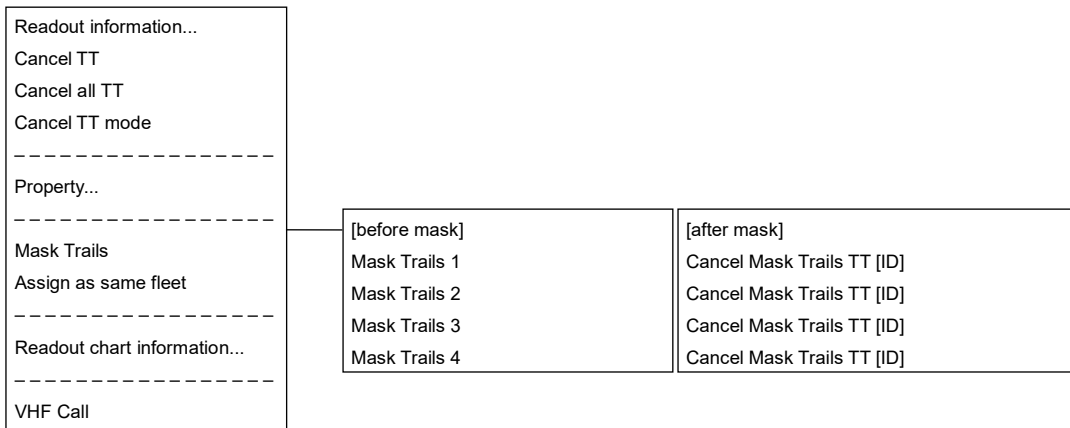 Readout information...
Cancel TT
Cancel all TT
Cancel TT mode
Property...
Mask Trails
Assign as same fleet
Readout chart information...
VHF Call
[before mask]
Mask Trails 1
Mask Trails 2
Mask Trails 3
Mask Trails 4
[after mask]
Cancel Mask Trails TT [ID]
Cancel Mask Trails TT [ID]
Cancel Mask Trails TT [ID]
Cancel Mask Trails TT [ID]